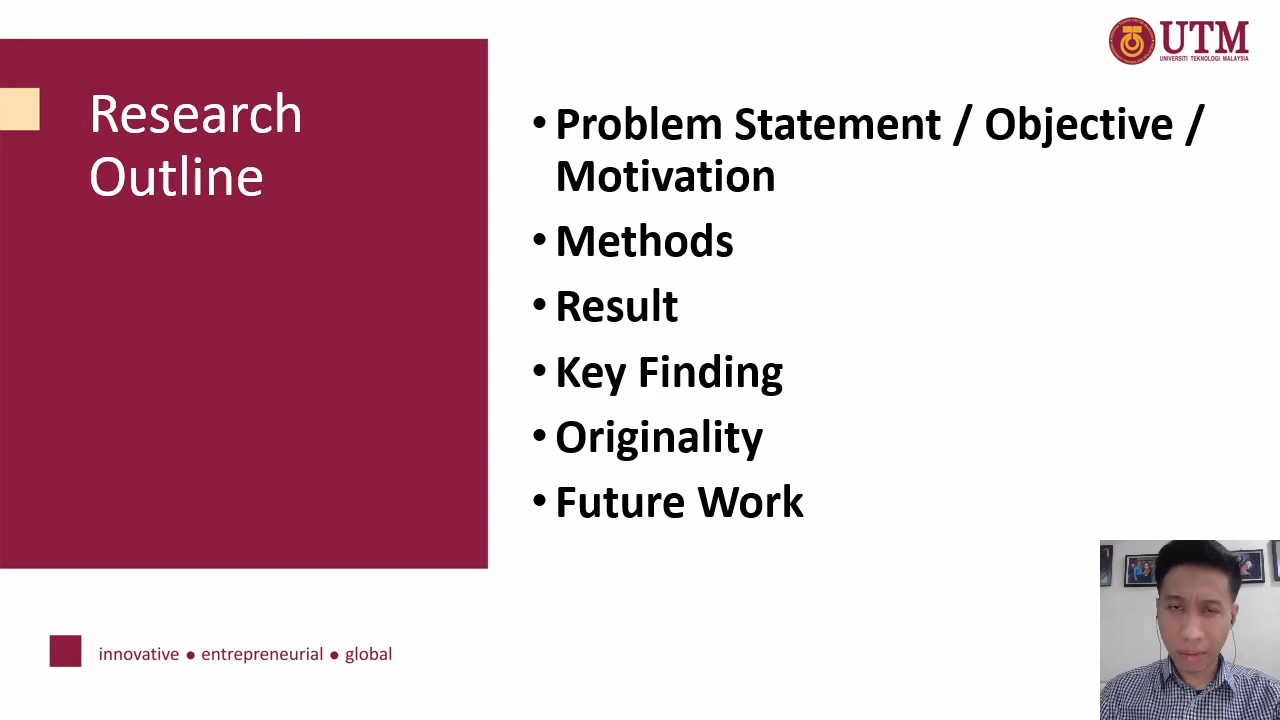 UTM
UNIVERSITI TEKNOLOGI MALAYSIA
Research
Outline
• Problem Statement / Objective /
Motivation
• Methods
• Result
• Key Finding
• Originality
• Future Work
innovative ● entrepreneurial ● global